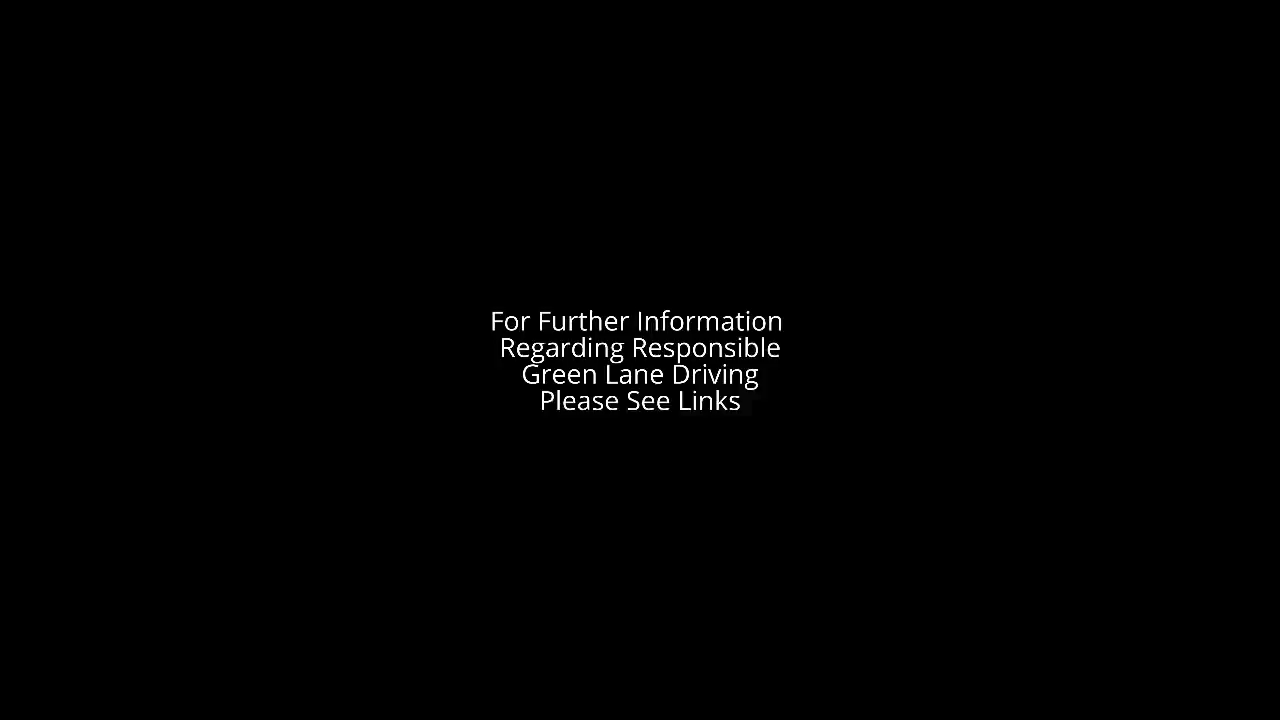 For Further Information
Regarding Responsible
Green Lane Driving
Please See Links